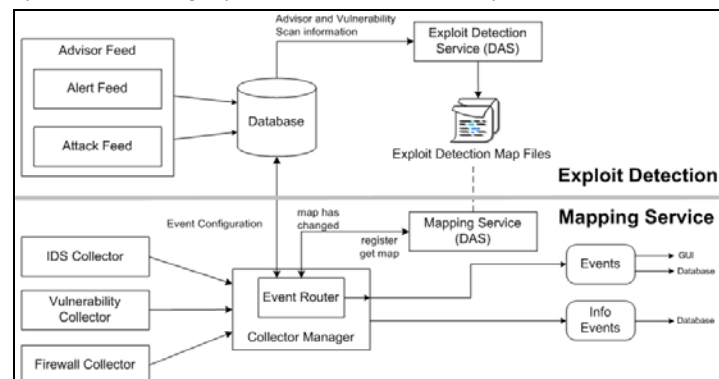 Advisor and Vulnerability
Scan information
Advisor Feed
Alert Feed
Attack Feed
Database
Exploit Detection
Service (DAS)
Exploit Detection Map Files
Exploit Detection
Mapping Service
Event Configuration
map has
changed
register
get map
Mapping Service
(DAS)
IDS Collector
Vulnerability
Collector
Firewall Collector
Event Router
Collector Manager
Events
GUI
Database
Info
Events
Database